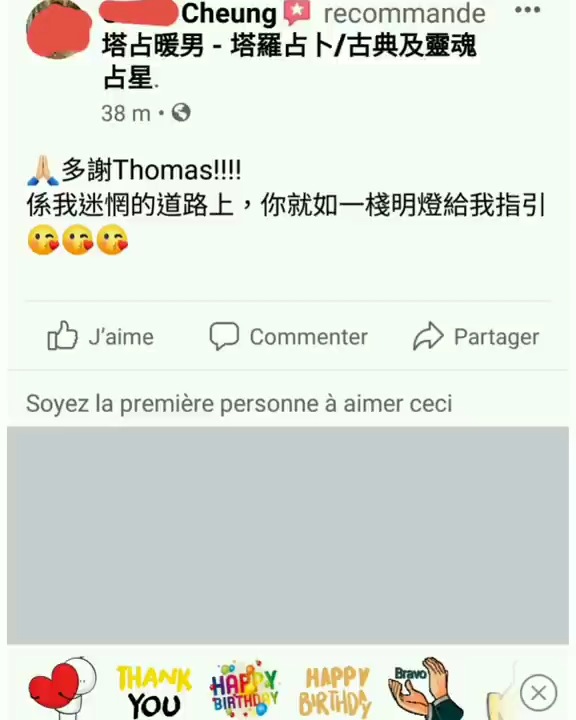 Cheung recommande
塔占暖男 - 塔羅占卜/古典及靈魂
占星.
38 m
多謝Thomas!!!!
係我迷惘的道路上，你就如一棧明燈給我指引
J'aime Commenter Partager
Soyez la première personne à aimer ceci
THANK YOU
HAPPY BIRTHDAY
HAPPY BIRTHDAY
Bravo